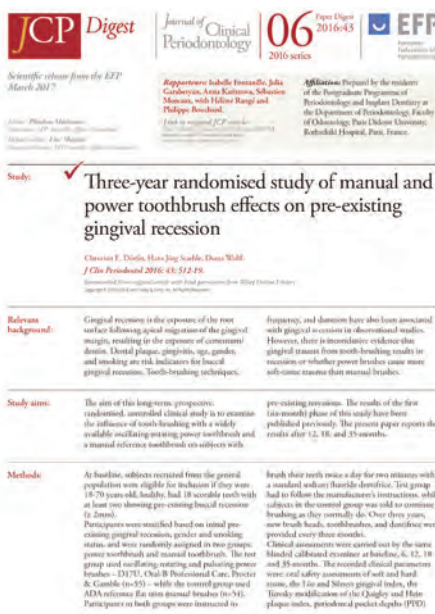 JCP Digest
Journal of Clinical
Periodontology
06
2016 series
Paper Digest
2016:43
EFP
Scientific release from the EFP
March 2017.
Rapporteurs: Isabelle Fontanille, Julia
with Hélène Rangé and
Philippe Bouchard.
Affiliation: Prepared by the residents
of the Postgraduate Programme of
Periodontology and Implant Dentistry at
the Department of Periodontology, Faculty
of Odontology, Paris Diderot University,
Rothschild Hospital, Paris, France.
Study:
Three-year randomised study of manual and
power toothbrush effects on pre-existing
gingival recession
Christof E. Dörfer, Hans Jörg Staehle, Diana Wolff.
J Clin Periodontol 2016; 43: 512-19.
Relevant
background:
Gingival recession is the exposure of the root
surface following apical migration of the gingival
margin, resulting in the exposure of cementum/
dentin. Dental plaque, gingivitis, age, gender,
and smoking are risk indicators for buccal
gingival recession. Tooth-brushing techniques,
frequency, and duration have also been associated
with gingival recession in observational studies.
However, there is inconclusive evidence that
gingival trauma from tooth-brushing results in
recession or whether power brushes cause more
soft-tissue trauma than manual brushes.
Study aims:
The aim of this long-term, prospective,
randomised, controlled clinical study is to examine
the influence of tooth-brushing with a widely
available oscillating-rotating power toothbrush and
a manual reference toothbrush on subjects with
pre-existing recessions. The results of the first
(six-month) phase of this study have been
published previously. The present paper reports the
results after 12, 18, and 35 months.
Methods:
At baseline, subjects recruited from the general
population were eligible for inclusion if they were
18-70 years old, healthy, had 18 scorable teeth with
at least two showing pre-existing buccal recession
(≥ 2mm).
Participants were stratified based on initial pre-
existing gingival recession, gender and smoking
status, and were randomly assigned in two groups:
power toothbrush and manual toothbrush. The test
group used oscillating, rotating and pulsating power
brushes – D17U, Oral-B Professional Care, Procter
& Gamble (n=55) – while the control group used
ADA reference flat trim manual brushes (n=54).
Participants in both groups were instructed to
brush their teeth twice a day for two minutes with
a standard sodium fluoride dentifrice. Test group
had to follow the manufacturer's instructions, while
subjects in the control group was told to continue
brushing as they normally do. Over three years,
new brush heads, toothbrushes, and dentifrice were
provided every three months.
Clinical assessments were carried out by the same
blinded calibrated examiner at baseline, 6, 12, 18
and 35 months. The recorded clinical parameters
were: oral safety assessments of soft and hard
tissue, the Löe and Silness gingival index, the
Turesky modification of the Quigley and Hein
plaque index, periodontal pocket depths (PPD)